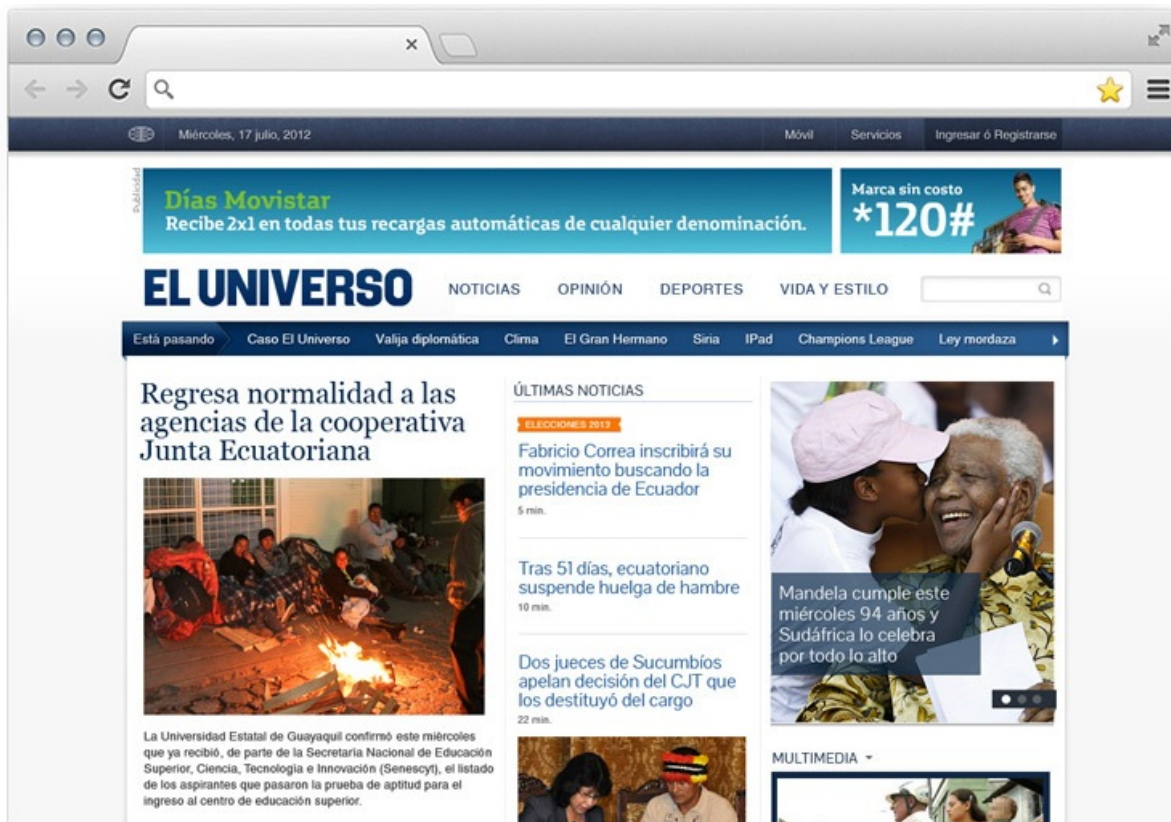 Miércoles, 17 julio, 2012
Móvil
Servicios
Ingresar ó Registrarse
Publicidad
Días Movistar
Recibe 2x1 en todas tus recargas automáticas de cualquier denominación.
Marca sin costo
*120#
EL UNIVERSO
NOTICIAS
OPINIÓN
DEPORTES
VIDA Y ESTILO
Está pasando
Caso El Universo
Valija diplomática
Clima
El Gran Hermano
Siria
IPad
Champions League
Ley mordaza
Regresa normalidad a las
agencias de la cooperativa
Junta Ecuatoriana
La Universidad Estatal de Guayaquil confirmó este miércoles
que ya recibió, de parte de la Secretaría Nacional de Educación
Superior, Ciencia, Tecnología e Innovación (Senescyt), el listado
de los aspirantes que pasaron la prueba de aptitud para el
ingreso al centro de educación superior.
ÚLTIMAS NOTICIAS
ELECCIONES 2013
Fabricio Correa inscribirá su
movimiento buscando la
presidencia de Ecuador
5 min.
Tras 51 días, ecuatoriano
suspende huelga de hambre
10 min.
Dos jueces de Sucumbíos
apelan decisión del CJT que
los destituyó del cargo
22 min.
Mandela cumple este
miércoles 94 años y
Sudáfrica lo celebra
por todo lo alto
MULTIMEDIA